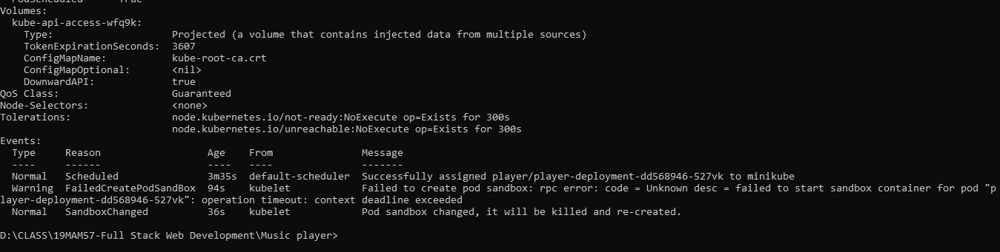 PodScheduled      True
Volumes:
  kube-api-access-wfq9k:
    Type:                    Projected (a volume that contains injected data from multiple sources)
    TokenExpirationSeconds:  3607
    ConfigMapName:           kube-root-ca.crt
    ConfigMapOptional:       <nil>
    DownwardAPI:             true
QoS Class:                   Guaranteed
Node-Selectors:              <none>
Tolerations:                 node.kubernetes.io/not-ready:NoExecute op=Exists for 300s
                             node.kubernetes.io/unreachable:NoExecute op=Exists for 300s
Events:
  Type     Reason                  Age    From               Message
  ----     ------                  ----   ----               -------
  Normal   Scheduled               3m35s  default-scheduler  Successfully assigned player/player-deployment-dd568946-527vk to minikube
  Warning  FailedCreatePodSandBox  94s    kubelet            Failed to create pod sandbox: rpc error: code = Unknown desc = failed to start sandbox container for pod "p
layer-deployment-dd568946-527vk": operation timeout: context deadline exceeded
  Normal   SandboxChanged          36s    kubelet            Pod sandbox changed, it will be killed and re-created.
D:\CLASS\19MAM57-Full Stack Web Development\Music player>